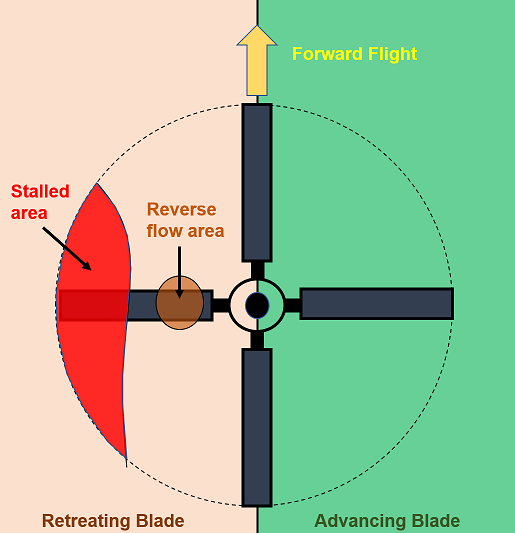 Forward Flight
Stalled
area
Reverse
flow area
Retreating Blade
Advancing Blade